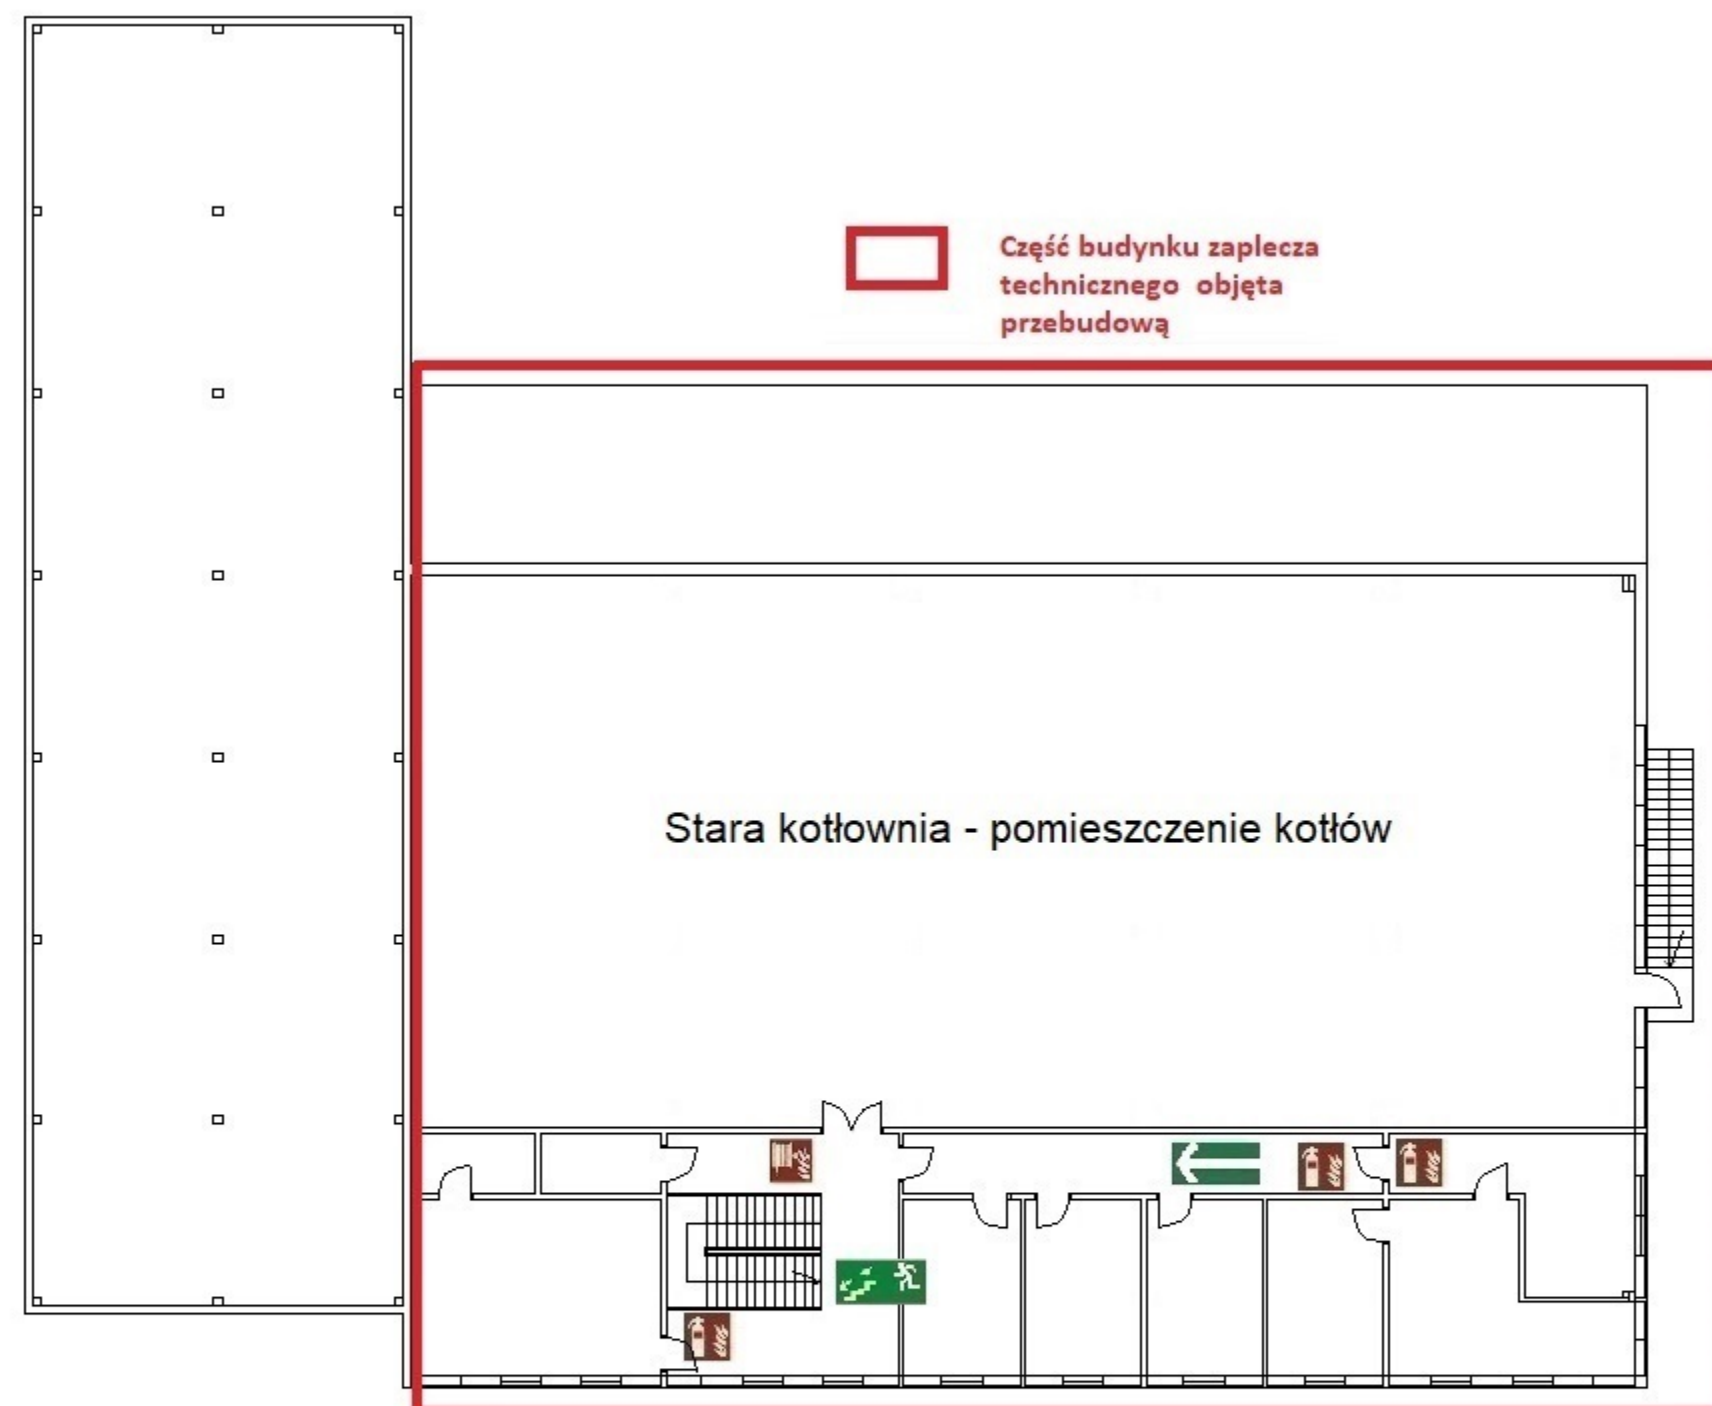 Część budynku zaplecza
technicznego objęta
przebudową
Stara kotłownia - pomieszczenie kotłów